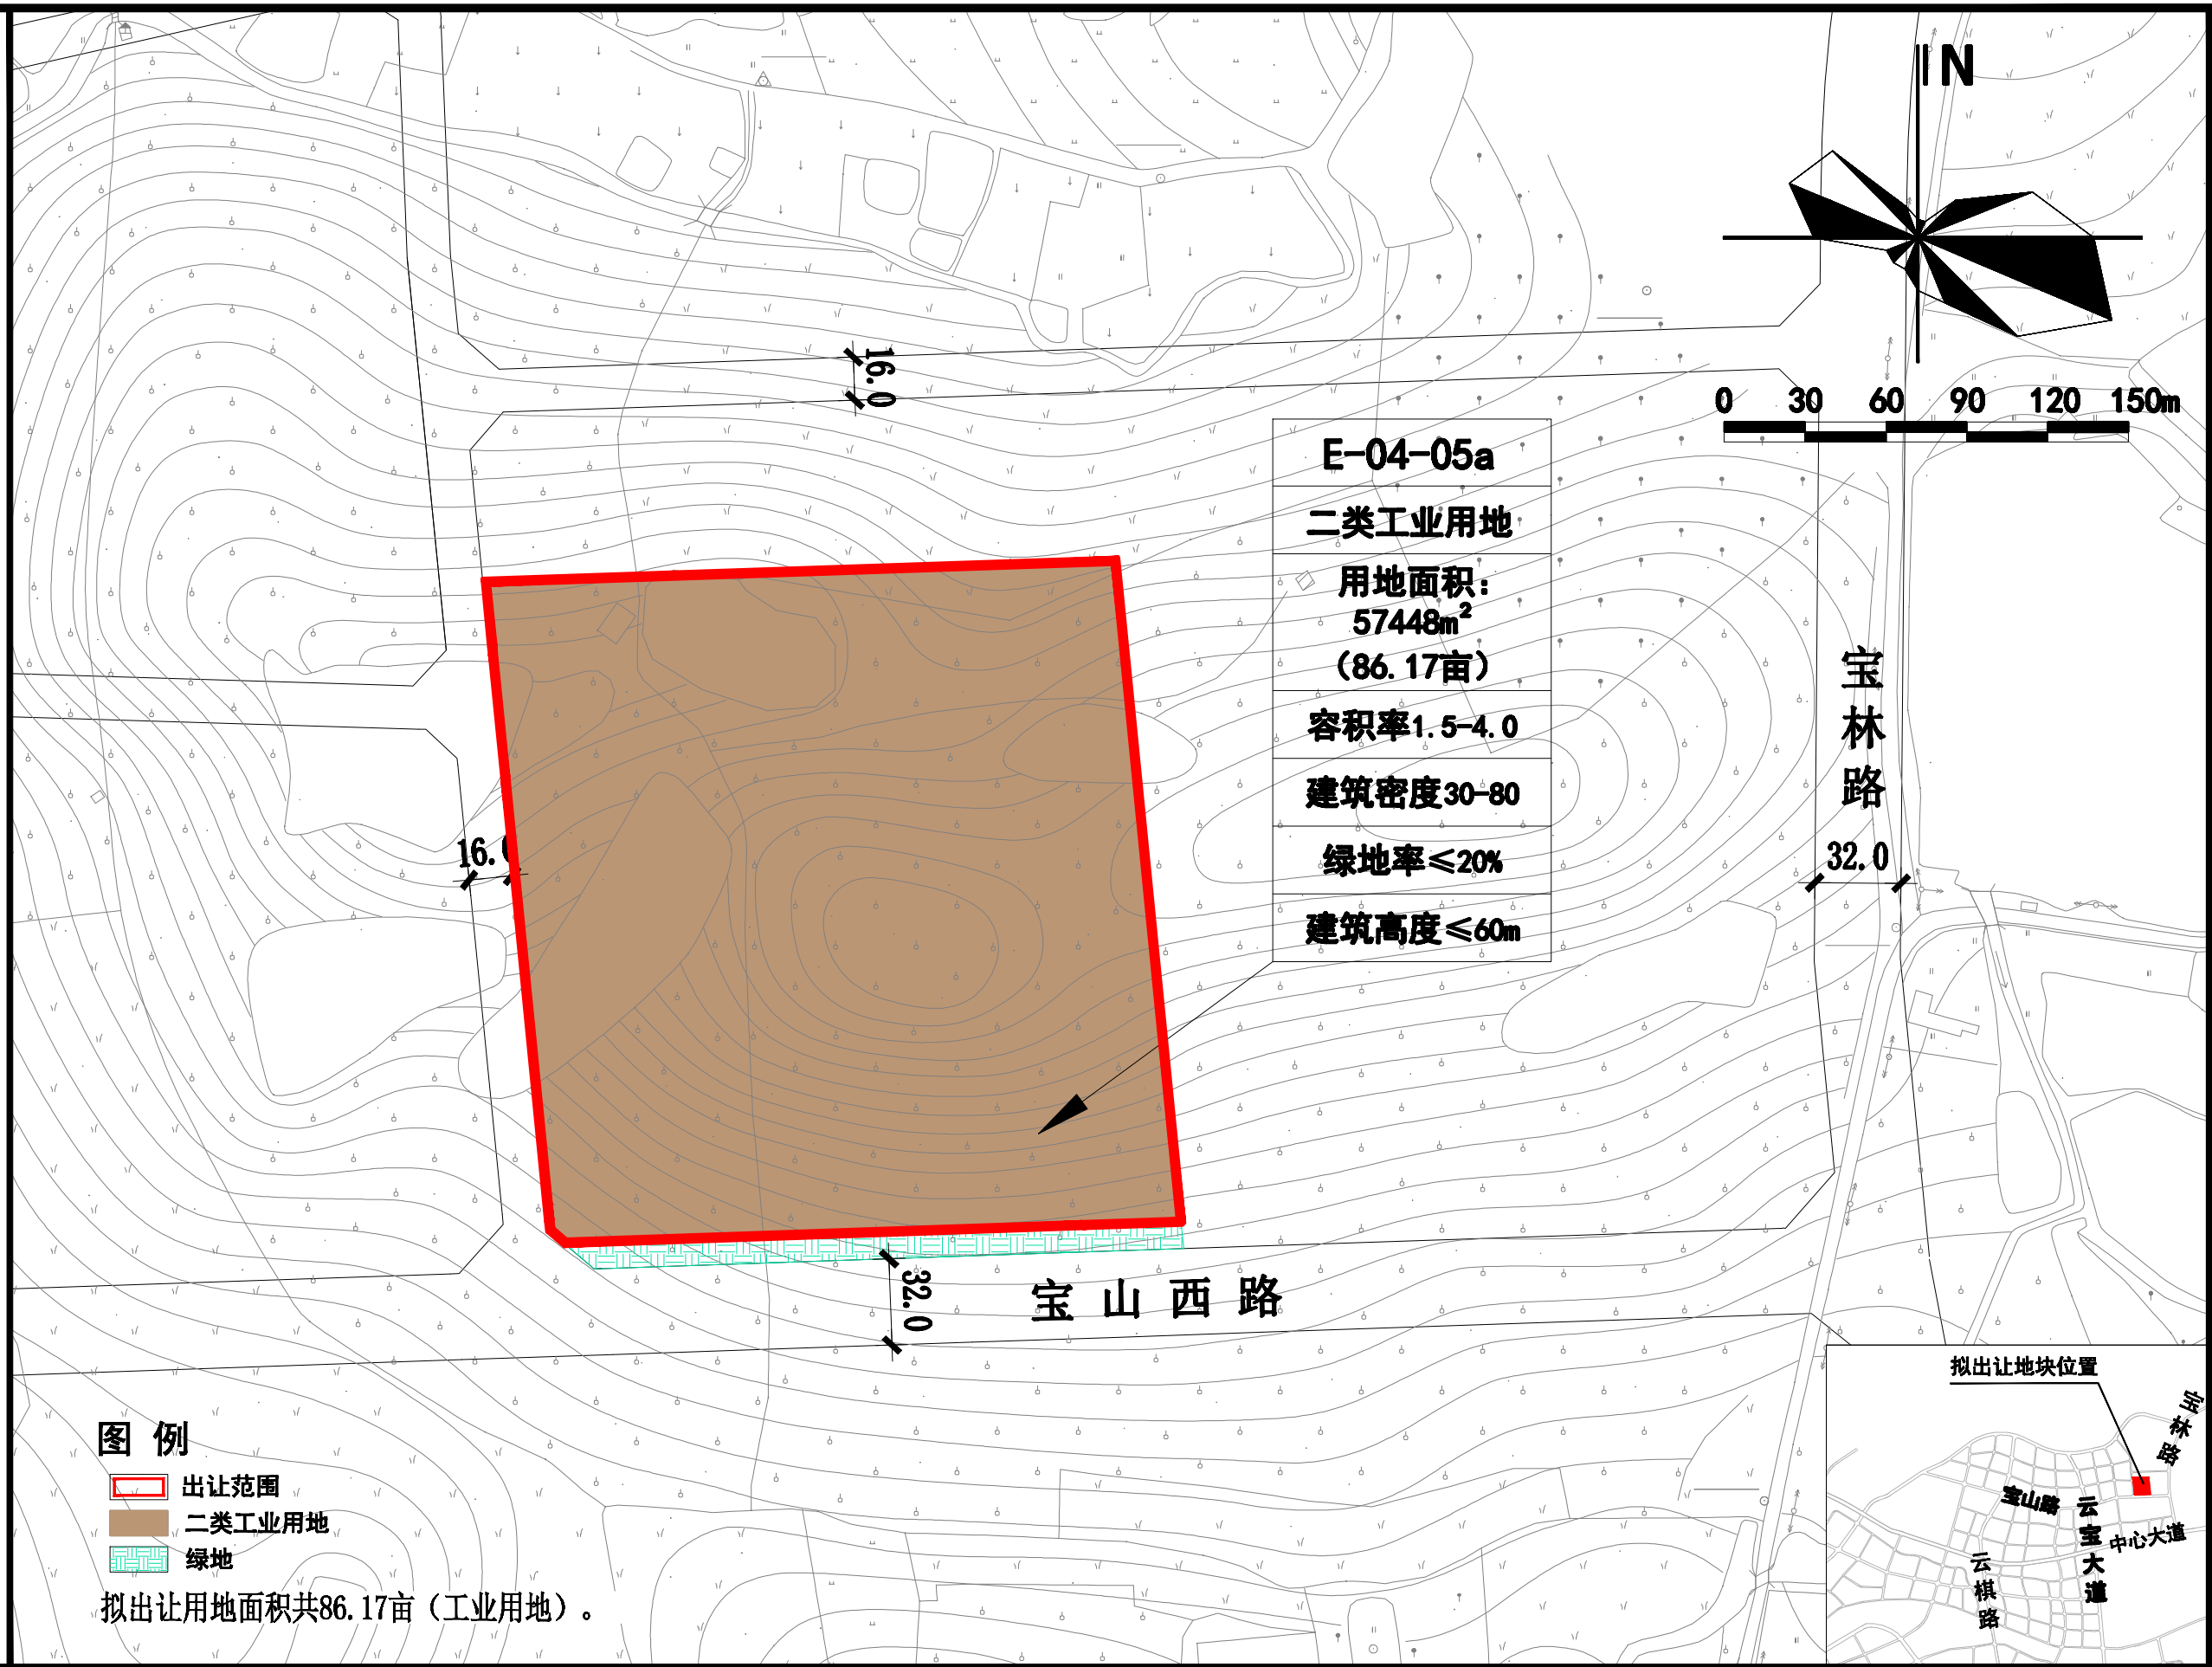 N
0 30 60 90 120 150m
16.0
E-04-05a
二类工业用地
用地面积:
57448m²
(86.17亩)
容积率1.5-4.0
建筑密度30-80
绿地率≤20%
建筑高度≤60m
宝林路
32.0
16.0
32.0
宝山西路
图例
出让范围
二类工业用地
绿地
拟出让用地面积共86.17亩（工业用地）。
拟出让地块位置
宝林路
宝山路
云宝大道
中心大道
云棋路